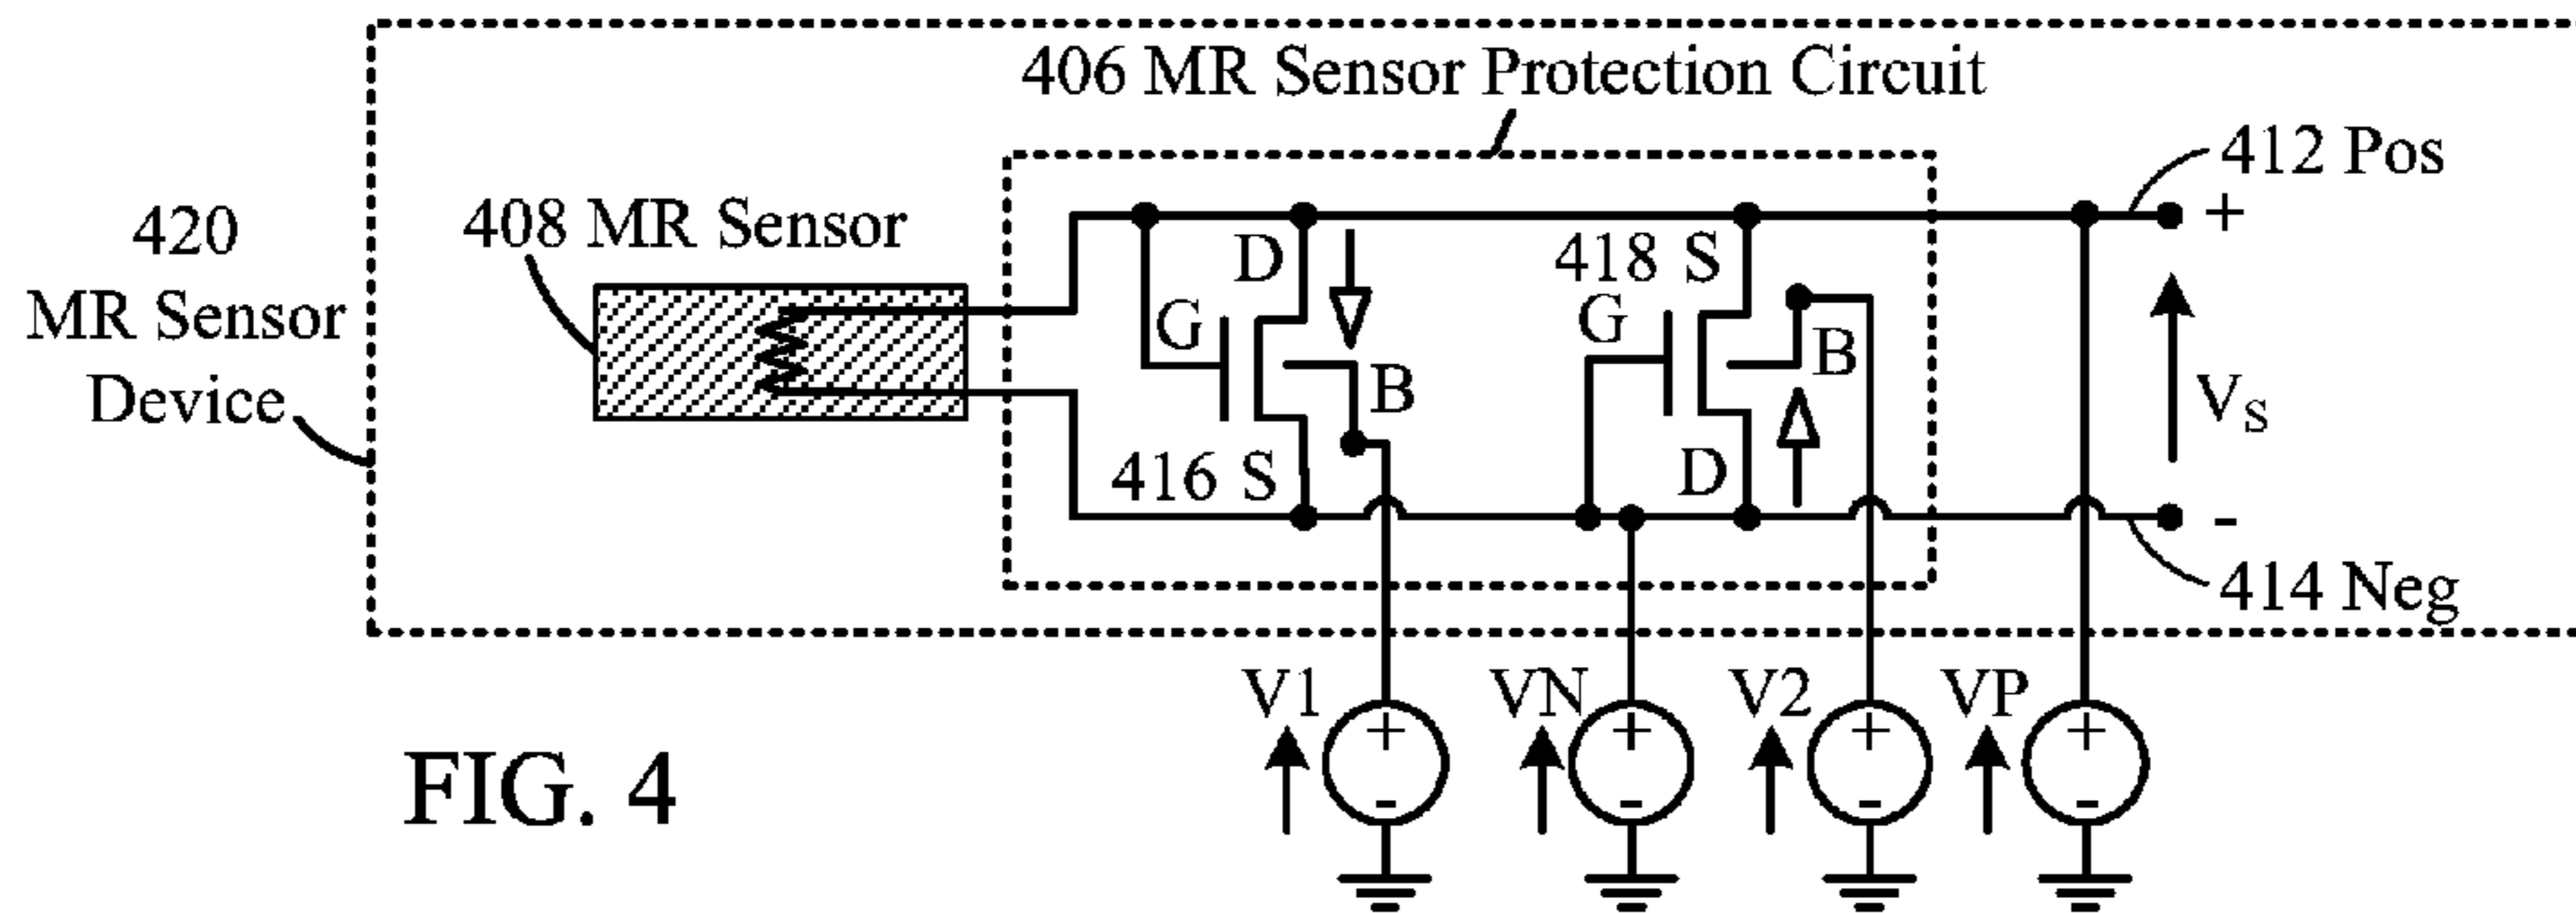 406 MR Sensor Protection Circuit
412 Pos
+
420
MR Sensor
Device
408 MR Sensor
D
418 S
G
G
B
B
V_S
416 S
D
-
414 Neg
V1
VN
V2
VP
+
+
+
+
-
-
-
-
FIG. 4